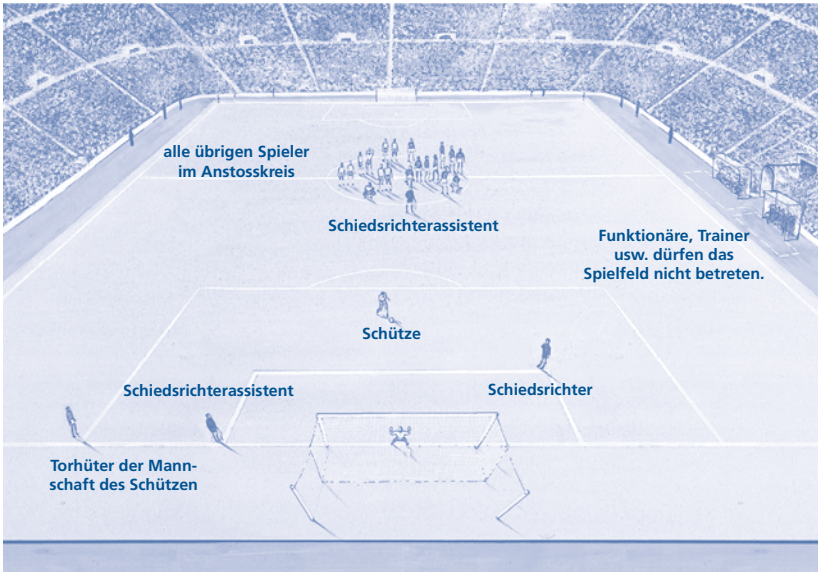 alle übrigen Spieler
im Anstosskreis
Schiedsrichterassistent
Funktionäre, Trainer
usw. dürfen das
Spielfeld nicht betreten.
Schütze
Schiedsrichterassistent
Schiedsrichter
Torhüter der Mann-
schaft des Schützen